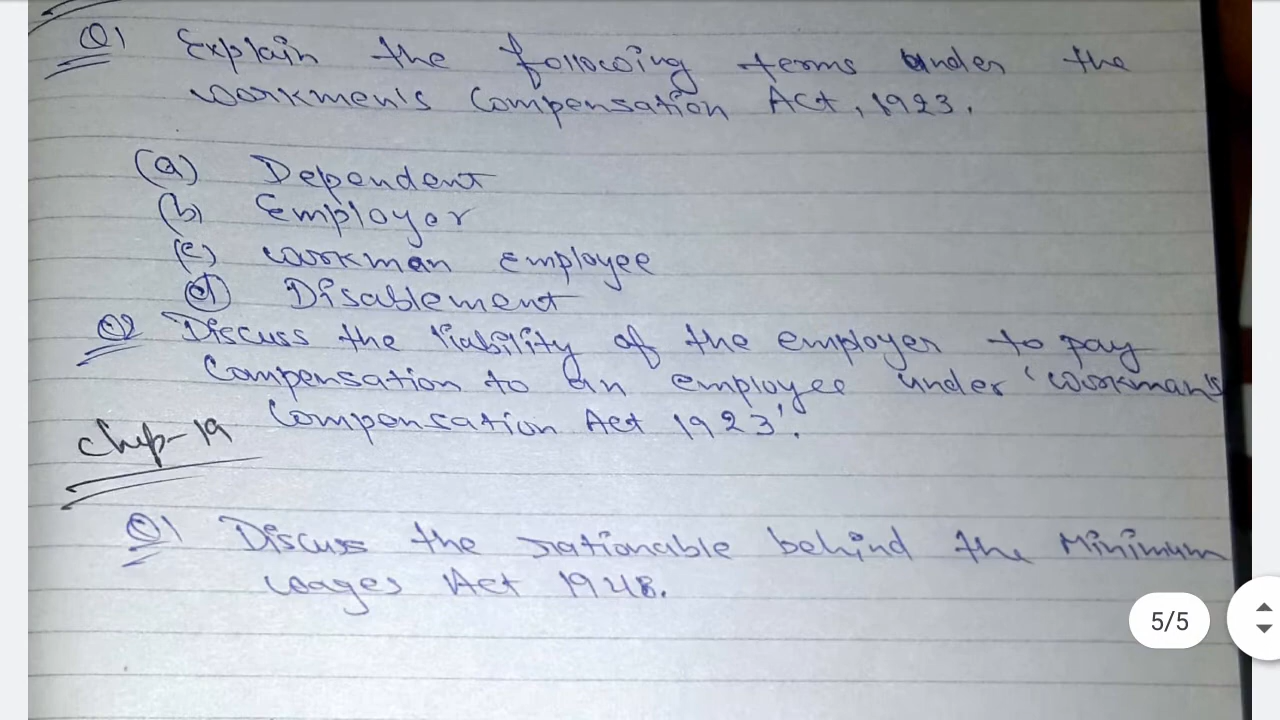 Q1 Explain the following terms under the
workmen's Compensation Act, 1923.
(a) Dependent
(b) Employer
(c) workman employee
(d) Disablement
Q2 Discuss the liability of the employer to pay
Compensation to an employee under 'workman's
Compensation Act 1923'.
Chep-19
Q1 Discuss the rationable behind the Minimum
wages Act 1948.
5/5